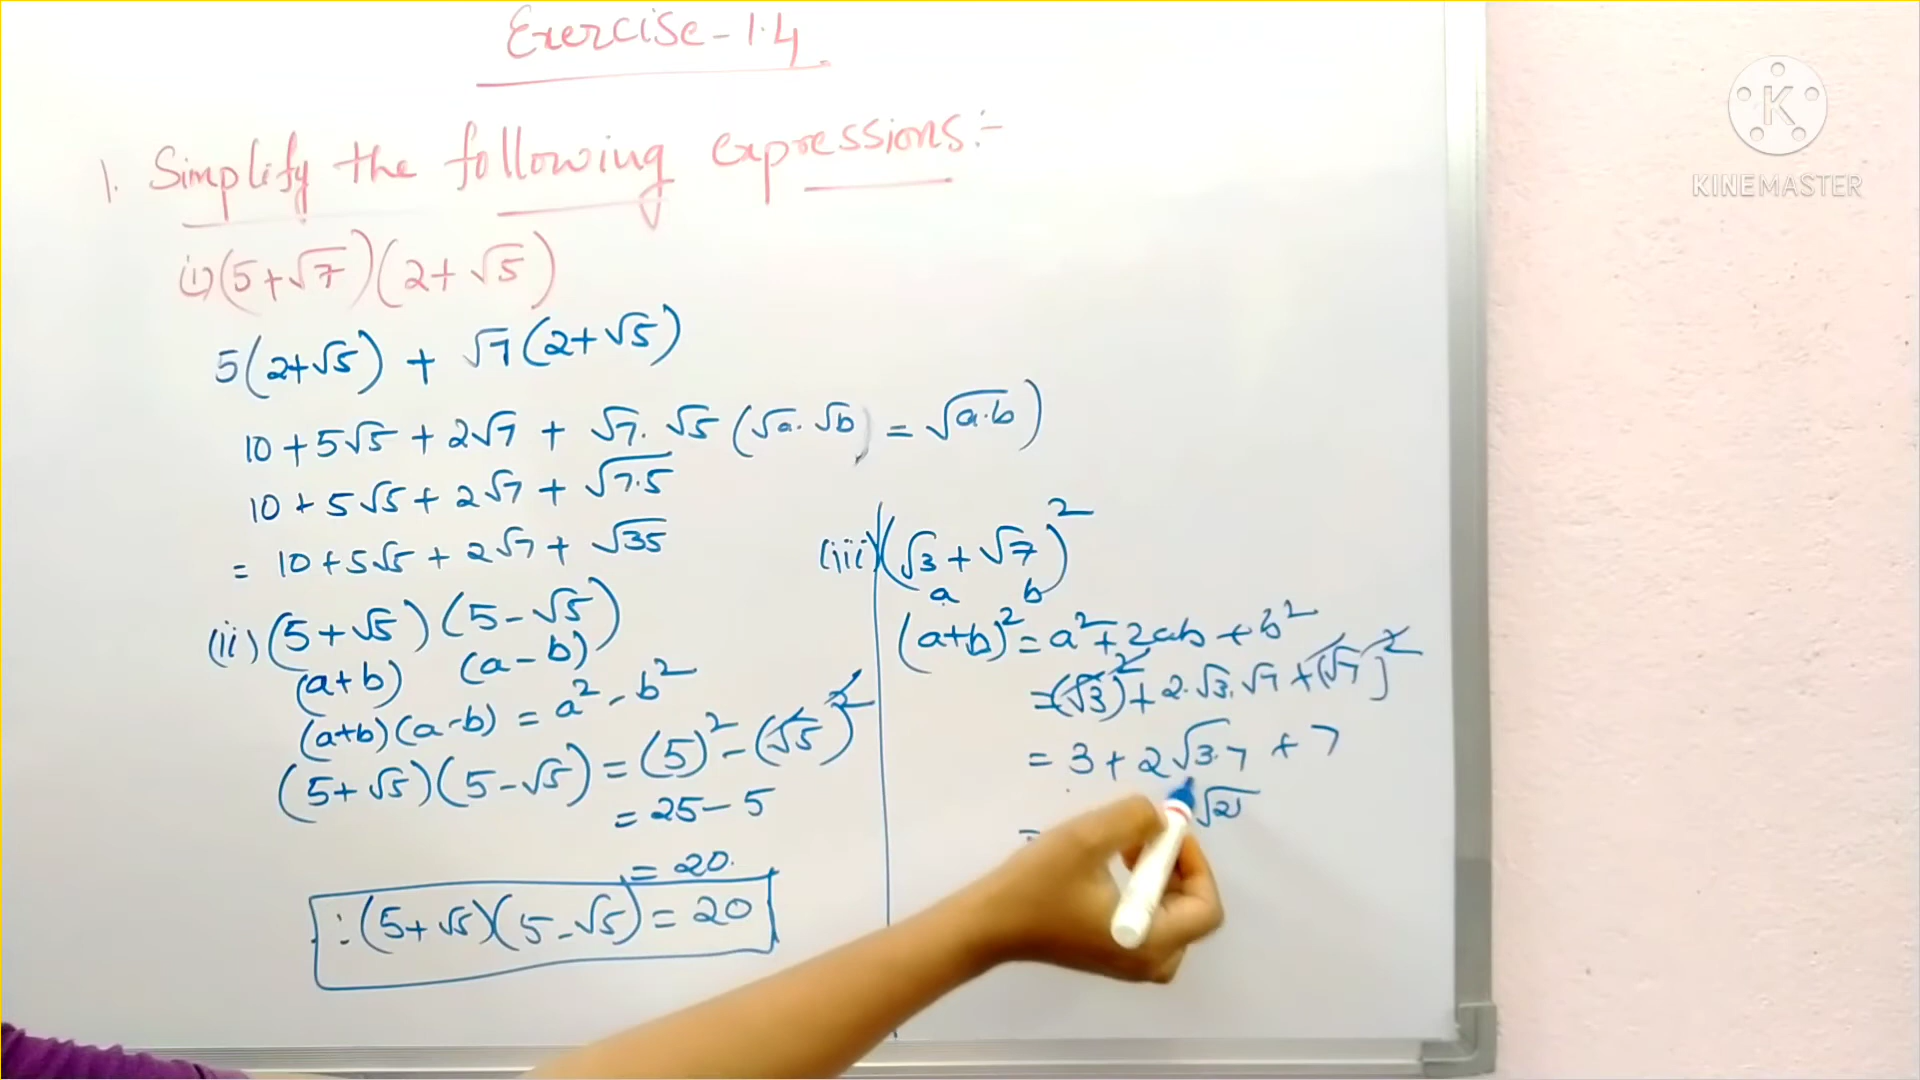 Exercise-1.4
1. Simplify the following expressions:-
(i) (5+√7)(2+√5)
5(2+√5) + √7(2+√5)
10+5√5+2√7 + √7.√5 (√a.√b) = √a.b)
10+5√5+2√7+√7.5
= 10+5√5+2√7+√35
(ii) (5+√5)(5-√5)
(a+b) (a-b)
(a+b)(a-b) = a²-b²
(5+√5)(5-√5) = (5)²-(√5)²
= 25-5
= 20.
∴(5+√5)(5-√5) = 20
(iii) (√3+√7)²
a b
(a+b)² = a²+2ab+b²
=(√3)²+2.√3.√7+(√7)²
= 3+2√3.7+7
= √21
KINEMASTER